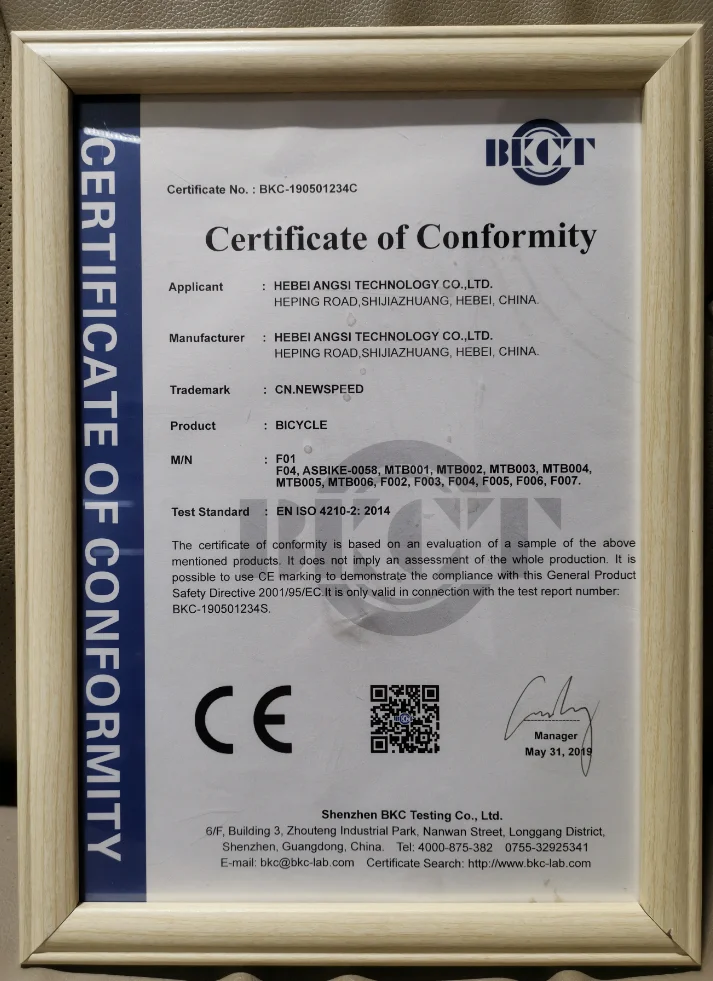 CERTIFICATE OF CONFORMITY
BKCT
Certificate No. : BKC-190501234C
Certificate of Conformity
Applicant : HEBEI ANGSI TECHNOLOGY CO.,LTD.
HEPING ROAD,SHIJIAZHUANG, HEBEI, CHINA.
Manufacturer : HEBEI ANGSI TECHNOLOGY CO.,LTD.
HEPING ROAD,SHIJIAZHUANG, HEBEI, CHINA.
Trademark : CN.NEWSPEED
Product : BICYCLE
M/N : F01
F04, ASBIKE-0058, MTB001, MTB002, MTB003, MTB004,
MTB005, MTB006, F002, F003, F004, F005, F006, F007.
Test Standard : EN ISO 4210-2: 2014
BKCT
The certificate of conformity is based on an evaluation of a sample of the above
mentioned products. It does not imply an assessment of the whole production. It is
possible to use CE marking to demonstrate the compliance with this General Product
Safety Directive 2001/95/EC.It is only valid in connection with the test report number:
BKC-190501234S.
CE
Manager
May 31, 2019
Shenzhen BKC Testing Co., Ltd.
6/F, Building 3, Zhouteng Industrial Park, Nanwan Street, Longgang District,
Shenzhen, Guangdong, China. Tel: 4000-875-382 0755-32925341
E-mail: bkc@bkc-lab.com Certificate Search: http://www.bkc-lab.com